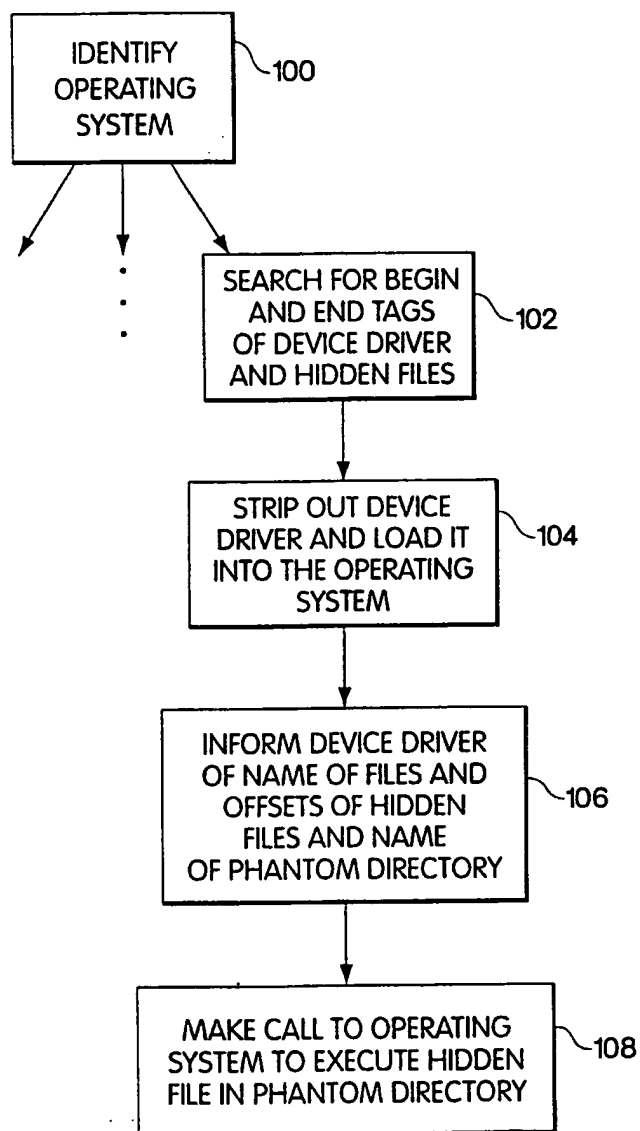 IDENTIFY
OPERATING
SYSTEM
100
SEARCH FOR BEGIN
AND END TAGS
OF DEVICE DRIVER
AND HIDDEN FILES
102
STRIP OUT DEVICE
DRIVER AND LOAD IT
INTO THE OPERATING
SYSTEM
104
INFORM DEVICE DRIVER
OF NAME OF FILES AND
OFFSETS OF HIDDEN
FILES AND NAME
OF PHANTOM DIRECTORY
106
MAKE CALL TO OPERATING
SYSTEM TO EXECUTE HIDDEN
FILE IN PHANTOM DIRECTORY
108